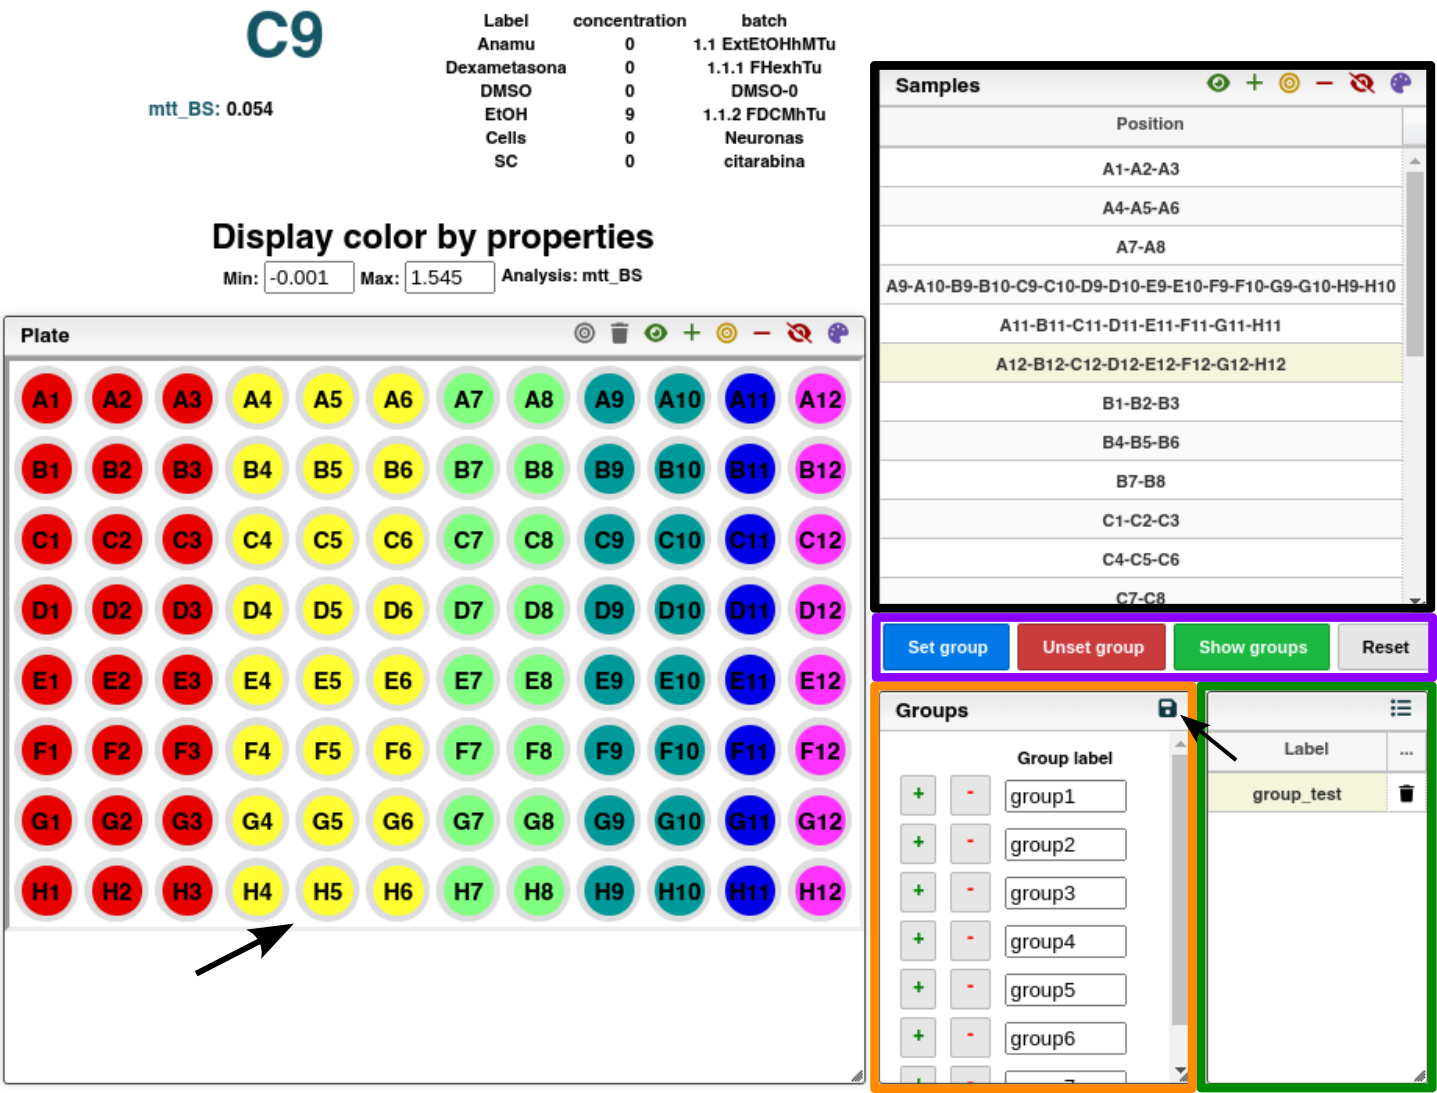 C9
mtt_BS: 0.054
Label concentration batch
Anamu 0 1.1 ExtEtOHhMTu
Dexametasona 0 1.1.1 FHexhTu
DMSO 0 DMSO-0
EtOH 9 1.1.2 FDCMhTu
Cells 0 Neuronas
SC 0 citarabina
Display color by properties
Min: -0.001 Max: 1.545 Analysis: mtt_BS
Plate
A1 A2 A3 A4 A5 A6 A7 A8 A9 A10 A11 A12
B1 B2 B3 B4 B5 B6 B7 B8 B9 B10 B11 B12
C1 C2 C3 C4 C5 C6 C7 C8 C9 C10 C11 C12
D1 D2 D3 D4 D5 D6 D7 D8 D9 D10 D11 D12
E1 E2 E3 E4 E5 E6 E7 E8 E9 E10 E11 E12
F1 F2 F3 F4 F5 F6 F7 F8 F9 F10 F11 F12
G1 G2 G3 G4 G5 G6 G7 G8 G9 G10 G11 G12
H1 H2 H3 H4 H5 H6 H7 H8 H9 H10 H11 H12
Samples
Position
A1-A2-A3
A4-A5-A6
A7-A8
A9-A10-B9-B10-C9-C10-D9-D10-E9-E10-F9-F10-G9-G10-H9-H10
A11-B11-C11-D11-E11-F11-G11-H11
A12-B12-C12-D12-E12-F12-G12-H12
B1-B2-B3
B4-B5-B6
B7-B8
C1-C2-C3
C4-C5-C6
C7-C8
Set group Unset group Show groups Reset
Groups
Group label
+ - group1
+ - group2
+ - group3
+ - group4
+ - group5
+ - group6
Label ...
group_test